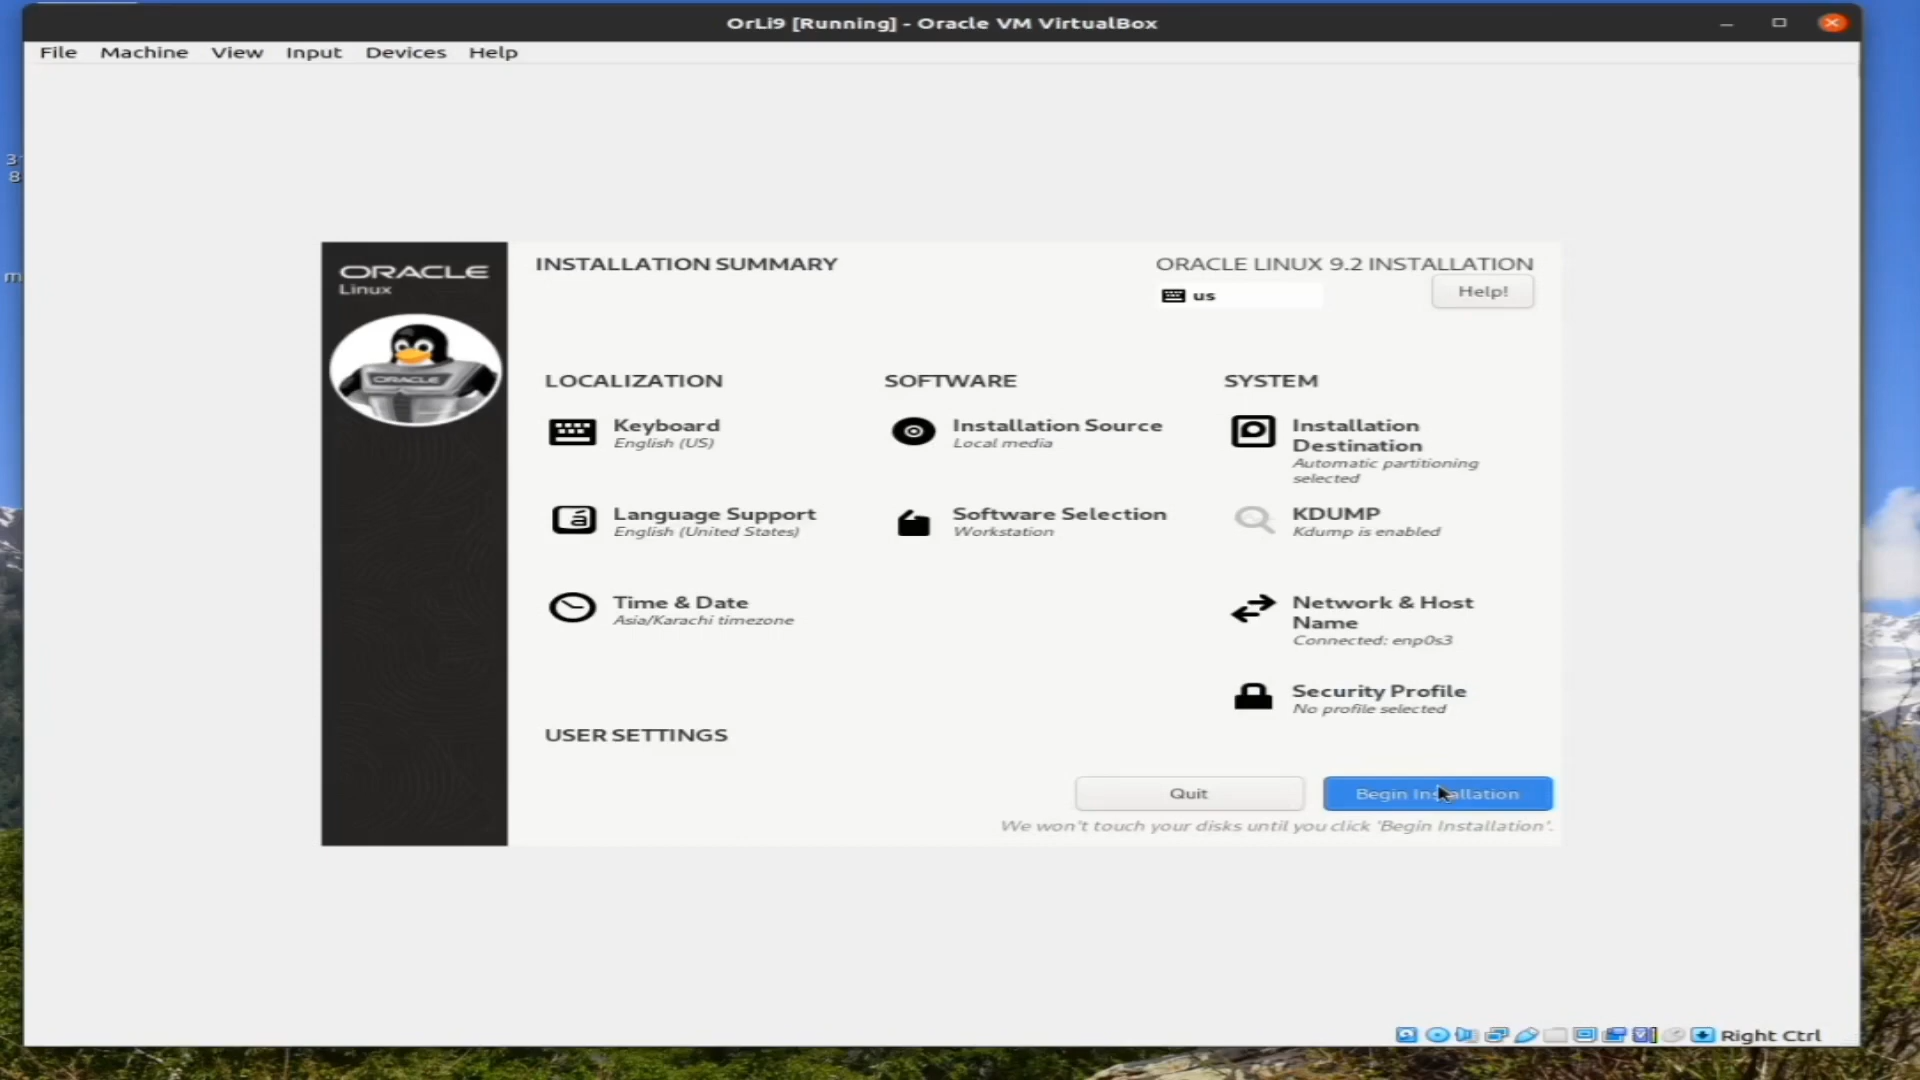 OrLi9 [Running] - Oracle VM VirtualBox
File Machine View Input Devices Help
3
8
m
ORACLE
Linux
ORACLE
INSTALLATION SUMMARY
ORACLE LINUX 9.2 INSTALLATION
us
Help!
LOCALIZATION
Keyboard
English (US)
Language Support
English (United States)
Time & Date
Asia/Karachi timezone
SOFTWARE
Installation Source
Local media
Software Selection
Workstation
SYSTEM
Installation
Destination
Automatic partitioning
selected
KDUMP
Kdump is enabled
Network & Host
Name
Connected: enp0s3
Security Profile
No profile selected
USER SETTINGS
Quit
Begin Installation
We won't touch your disks until you click 'Begin Installation'.
Right Ctrl